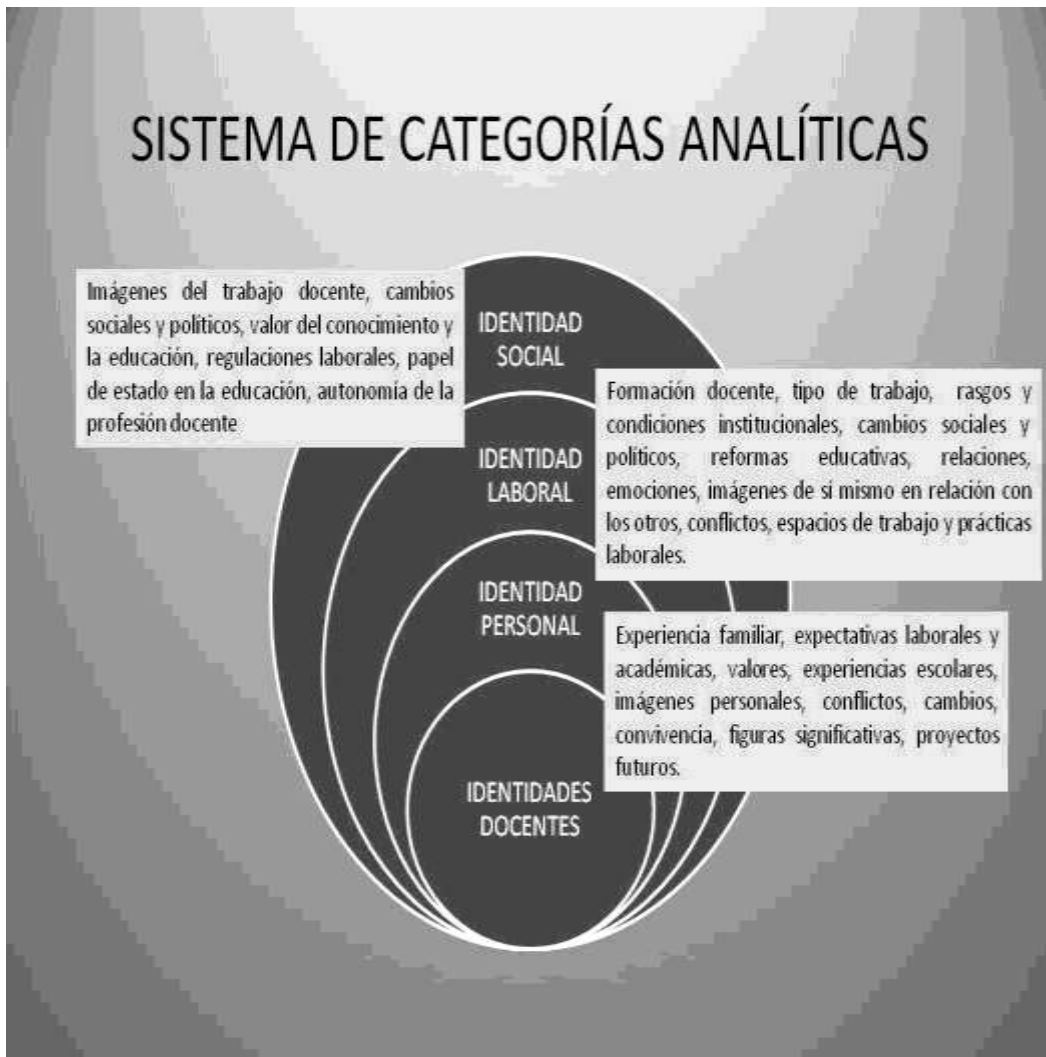 SISTEMA DE CATEGORÍAS ANALÍTICAS
Imágenes del trabajo docente, cambios
sociales y políticos, valor del conocimiento y
la educación, regulaciones laborales, papel
de estado en la educación, autonomía de la
profesión docente
IDENTIDAD
SOCIAL
Formación docente, tipo de trabajo, rasgos y
condiciones institucionales, cambios sociales y
políticos, reformas educativas, relaciones,
emociones, imágenes de sí mismo en relación con
los otros, conflictos, espacios de trabajo y prácticas
laborales.
IDENTIDAD
LABORAL
IDENTIDAD
PERSONAL
Experiencia familiar, expectativas laborales y
académicas, valores, experiencias escolares,
imágenes personales, conflictos, cambios,
convivencia, figuras significativas, proyectos
futuros.
IDENTIDADES
DOCENTES